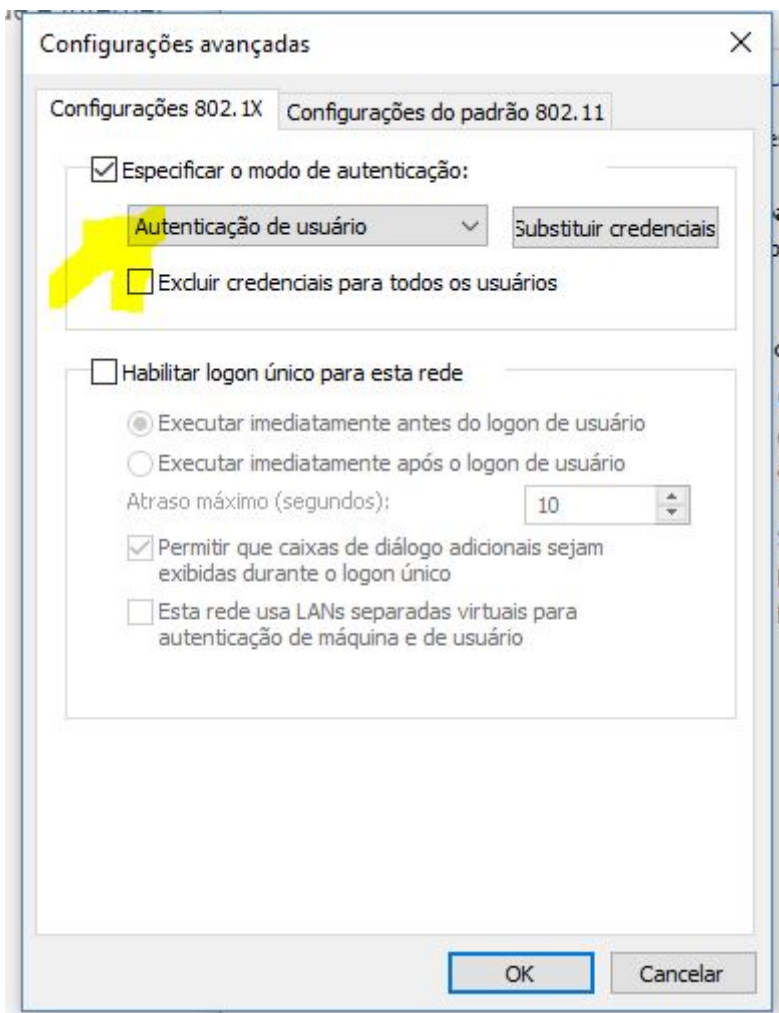 Configurações avançadas
Configurações 802.1X
Configurações do padrão 802.11
Especificar o modo de autenticação:
Autenticação de usuário
Substituir credenciais
Excluir credenciais para todos os usuários
Habilitar logon único para esta rede
Executar imediatamente antes do logon de usuário
Executar imediatamente após o logon de usuário
Atraso máximo (segundos):
10
Permitir que caixas de diálogo adicionais sejam
exibidas durante o logon único
Esta rede usa LANs separadas virtuais para
autenticação de máquina e de usuário
OK
Cancelar